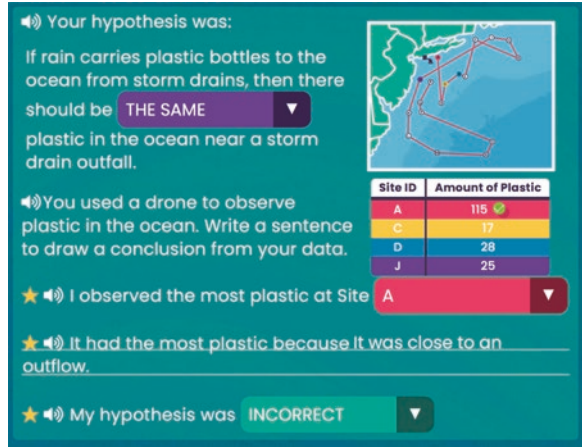 Your hypothesis was:
If rain carries plastic bottles to the
ocean from storm drains, then there
should be THE SAME
plastic in the ocean near a storm
drain outfall.
You used a drone to observe
plastic in the ocean. Write a sentence
to draw a conclusion from your data.
Site ID Amount of Plastic
A 115
C 17
D 28
J 25
I observed the most plastic at Site A
It had the most plastic because It was close to an
outflow.
My hypothesis was INCORRECT